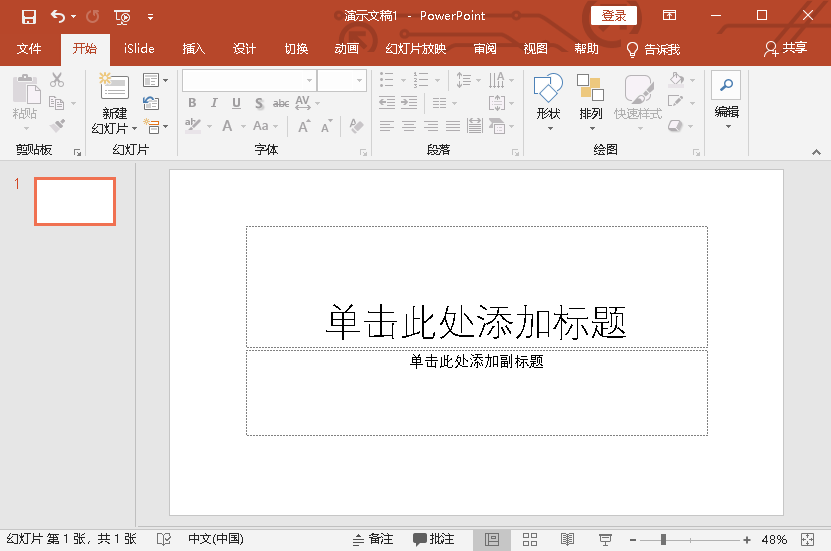 演示文稿1 - PowerPoint
登录
文件 开始 iSlide 插入 设计 切换 动画 幻灯片放映 审阅 视图 帮助 告诉我 共享
粘贴
新建
幻灯片
B I U S abc AV
aby A Aa A A
形状 排列 快速样式 编辑
剪贴板 幻灯片 字体 段落 绘图
1
单击此处添加标题
单击此处添加副标题
幻灯片 第 1 张，共 1 张 中文(中国) 备注 批注 48%